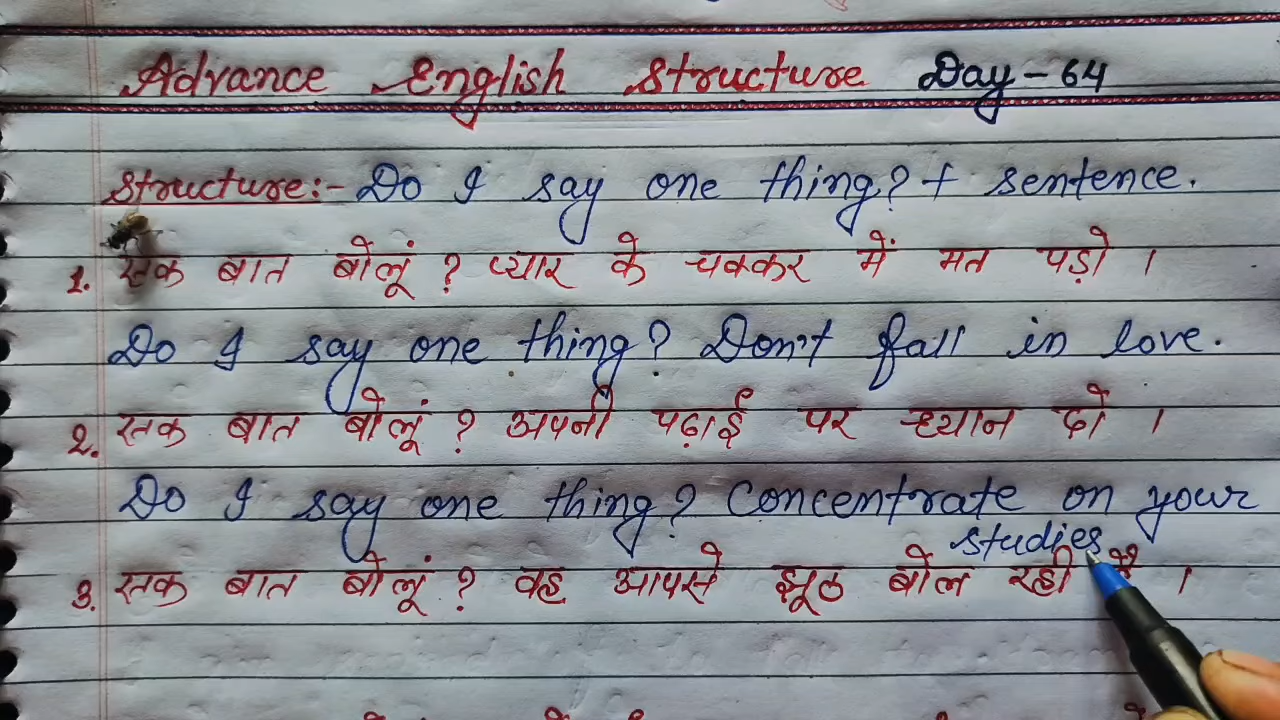 Advance English Structure Day-64
Structure:- Do I say one thing? + sentence.
1. एक बात बोलूं ? प्यार के चक्कर में मत पड़ो ।
Do I say one thing? Don't fall in love.
2. एक बात बोलूं ? अपनी पढ़ाई पर ध्यान दो ।
Do I say one thing? Concentrate on your
studies
3. एक बात बोलूं ? वह आपसे झूठ बोल रही है ।